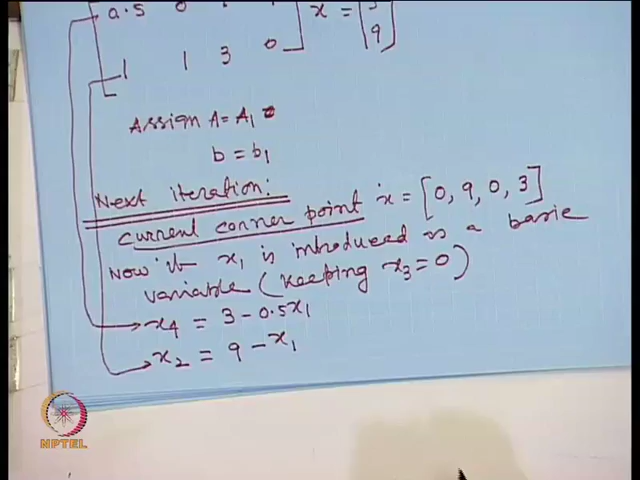 0.5 0
x =
9
1 1 3 0
Assign A = A1
b = b1
Next iteration:
current corner point x = [0, 9, 0, 3]
Now if x1 is introduced as a basic
variable (keeping x3 = 0)
x4 = 3 - 0.5x1
x2 = 9 - x1
NPTEL